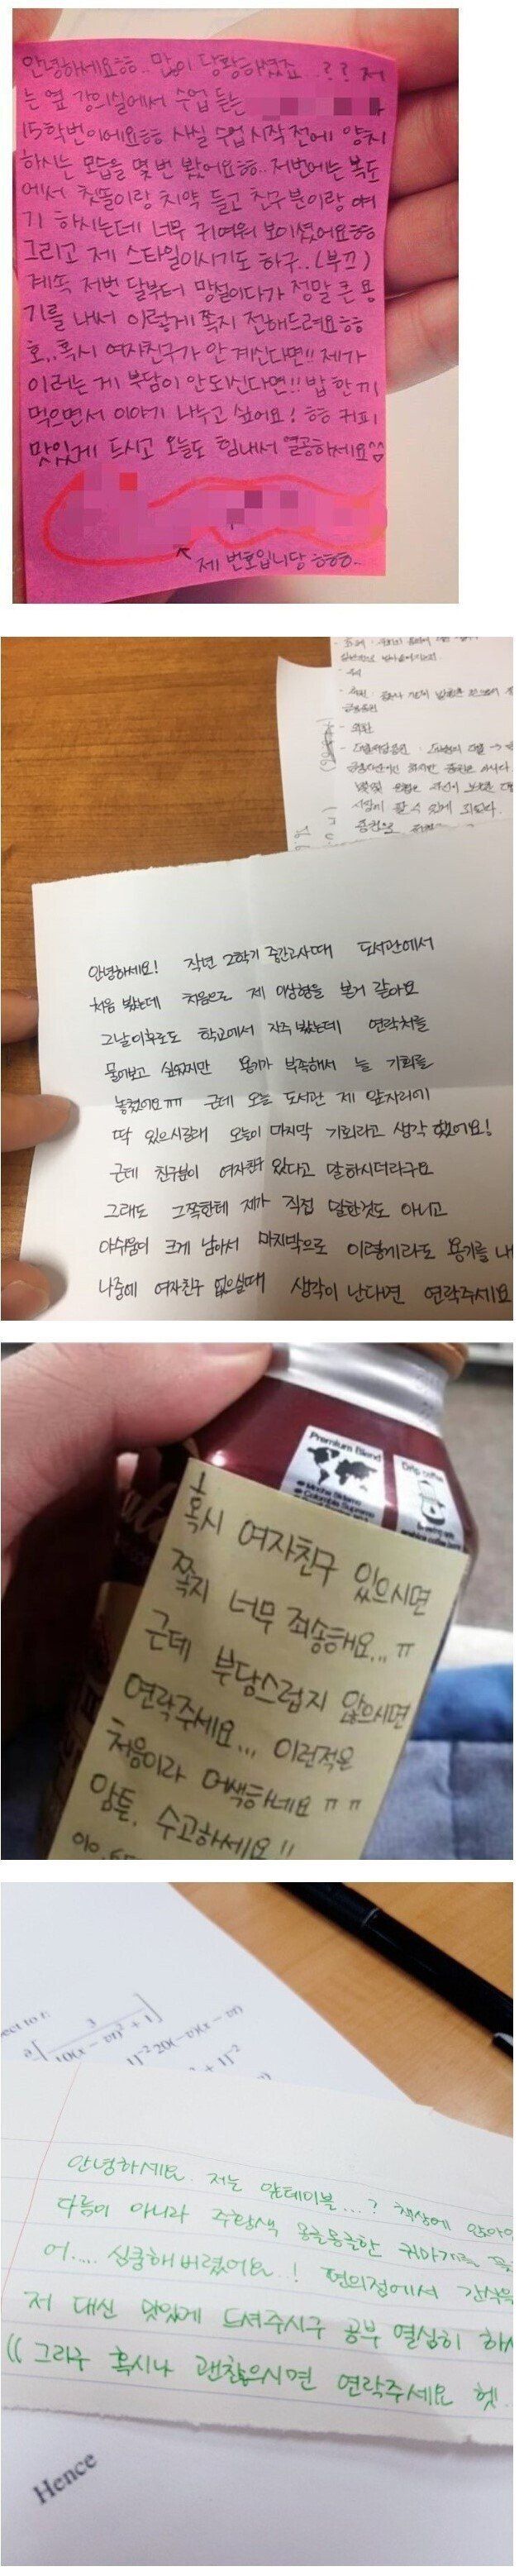 안녕하세요ㅎㅎ.. 많이 당황하셨죠..?? 저
는 옆 강의실에서 수업 듣는
15학번이에요ㅎㅎ 사실 수업 시작 전에 양치
하시는 모습을 몇번 봤어요ㅎㅎ.. 저번에는 복도
에서 칫똘이랑 치약 들고 친구분이랑 얘
기 하시는데 너무 귀여워 보이셨어요ㅎㅎ
그리고 제 스타일이시기도 하구..(부끄)
계속 저번 달부터 망설이다가 정말 큰 용
기를 내서 이렇게 쪽지 전해드려요ㅎㅎ
호,,혹시 여자친구가 안 계신다면!! 제가
이러는 게 부담이 안되신다면!! 밥 한끼
먹으면서 이야기 나누고 싶어요! ㅎㅎ 커피
맛있게 드시고 오늘도 힘내서 열공하세요^^
제 번호입니당 ㅎㅎㅎ..
안녕하세요! 작년 2학기 중간고사때 도서관에서
처음 봤는데 처음으로 제 이상형을 본거 같아요
그날이후로도 학교에서 자주 봤는데 연락처를
물어보고 싶었지만 용기가 부족해서 늘 기회를
놓쳤어요ㅠㅠ 근데 오늘 도서관 제 앞자리에
딱 있으시길래 오늘이 마지막 기회라고 생각 했어요!
근데 친구분이 여자친구 있다고 말하시더라구요
그래도 그쪽한테 제가 직접 말한것도 아니고
아쉬움이 크게 남아서 마지막으로 이렇게라도 용기를 내
나중에 여자친구 없으실때 생각이 난다면 연락주세요
Premium Blend
Drip coffee
혹시 여자친구 있으시면
쪽지 너무 죄송해요...ㅠ
근데 부담스럽지 않으시면
연락주세요... 이런적은
처음이라 어색하네요 ㅠㅠ
암튼, 수고하세요!!
안녕하세요. 저는 앞테이블...? 책상에 앉아있
다름이 아니라 주황색 몽글몽글한 귀마개를
어.... 심쿵해버렸어요..! 편의점에서 간식을
저 대신 맛있게 드셔주시구 공부 열심히 하시
(( 그라구 혹시나 괜찮으시면 연락주세요 헷.
Hence